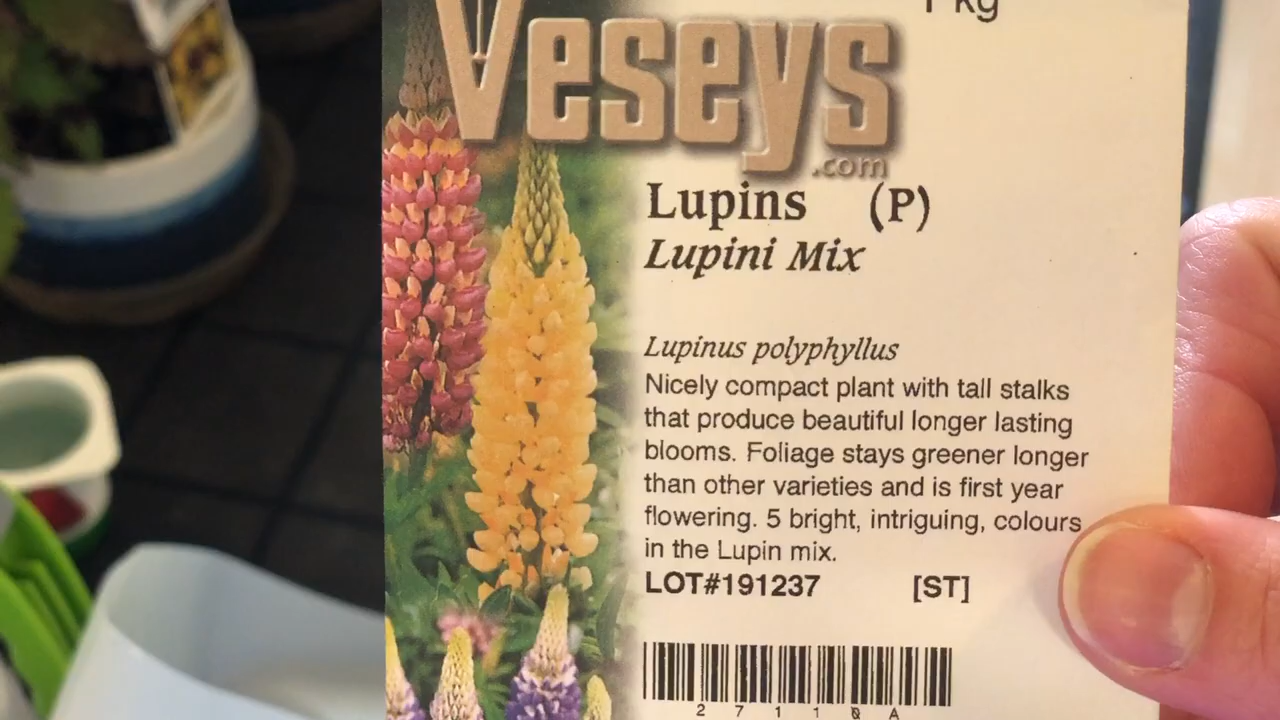 1 kg
Veseys
.com
Lupins (P)
Lupini Mix
Lupinus polyphyllus
Nicely compact plant with tall stalks
that produce beautiful longer lasting
blooms. Foliage stays greener longer
than other varieties and is first year
flowering. 5 bright, intriguing, colours
in the Lupin mix.
LOT#191237 [ST]
2 7 1 1 0 A